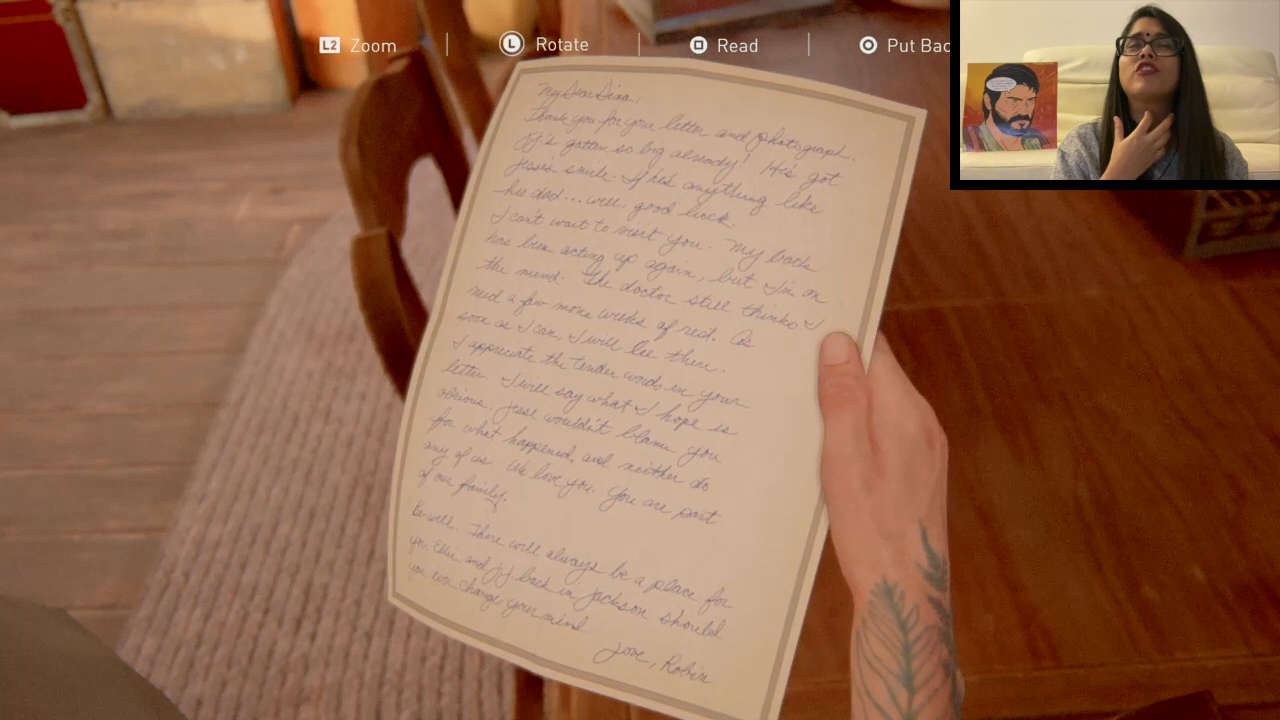 L2 Zoom
L Rotate
Read
Put Bac
My Dear Dina,
Thank you for your letter and photograph.
JJ's gotten so big already! He's got
Jesse's smile. If he's anything like
his dad... well good luck.
I can't wait to meet you. My back
has been acting up again, but I'm on
the mend. The doctor still thinks I
need a few more weeks of rest. As
soon as I can, I will be there.
I appreciate the tender words in your
letter. I will say what I hope is
obvious. Jesse wouldn't blame you
for what happened, and neither do
any of us. We love you. You are part
of our family.
Be well. There will always be a place for
you, Ellie and JJ back in Jackson should
you ever change your mind
Love, Robin